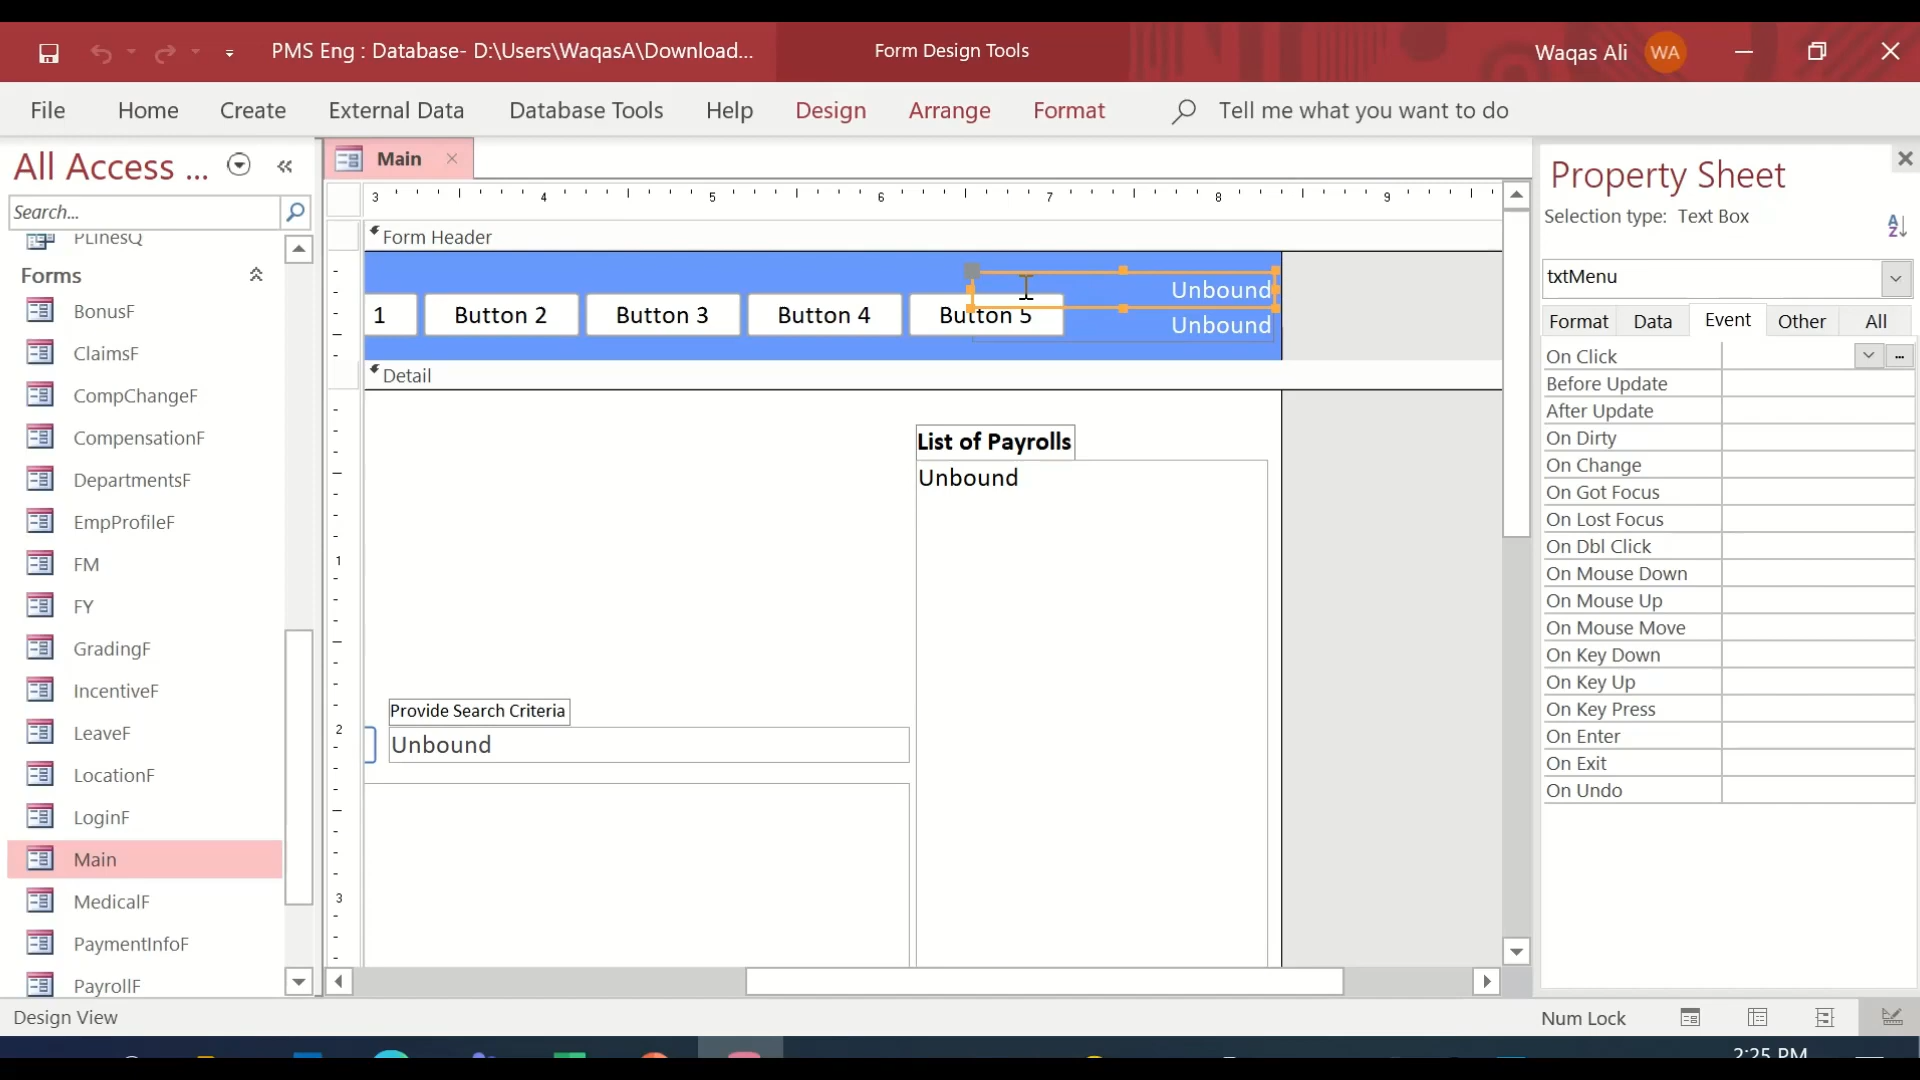 PMS Eng : Database- D:\Users\WaqasA\Download...
Form Design Tools
Waqas Ali
WA
File
Home
Create
External Data
Database Tools
Help
Design
Arrange
Format
Tell me what you want to do
All Access ...
Search...
PLinesQ
Forms
BonusF
ClaimsF
CompChangeF
CompensationF
DepartmentsF
EmpProfileF
FM
FY
GradingF
IncentiveF
LeaveF
LocationF
LoginF
Main
MedicalF
PaymentInfoF
PayrollF
Main
3 4 5 6 7 8 9
Form Header
1
Button 2
Button 3
Button 4
Button 5
Unbound
Unbound
Detail
List of Payrolls
Unbound
1
Provide Search Criteria
2
Unbound
3
Property Sheet
Selection type: Text Box
txtMenu
Format
Data
Event
Other
All
On Click
Before Update
After Update
On Dirty
On Change
On Got Focus
On Lost Focus
On Dbl Click
On Mouse Down
On Mouse Up
On Mouse Move
On Key Down
On Key Up
On Key Press
On Enter
On Exit
On Undo
Design View
Num Lock
2:25 PM